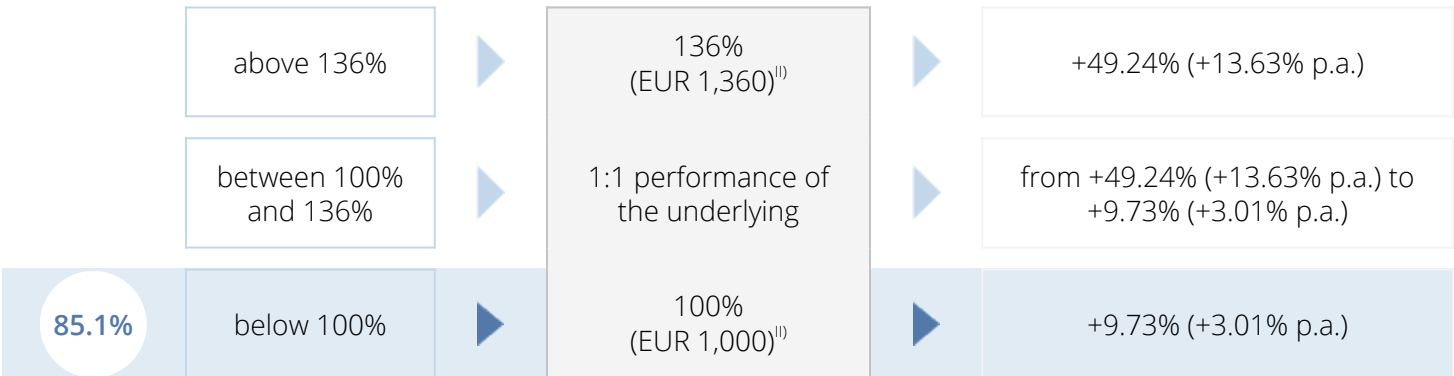 above 136%
136%
(EUR 1,360)II)
+49.24% (+13.63% p.a.)
between 100%
and 136%
1:1 performance of
the underlying
from +49.24% (+13.63% p.a.) to
+9.73% (+3.01% p.a.)
85.1%
below 100%
100%
(EUR 1,000)II)
+9.73% (+3.01% p.a.)